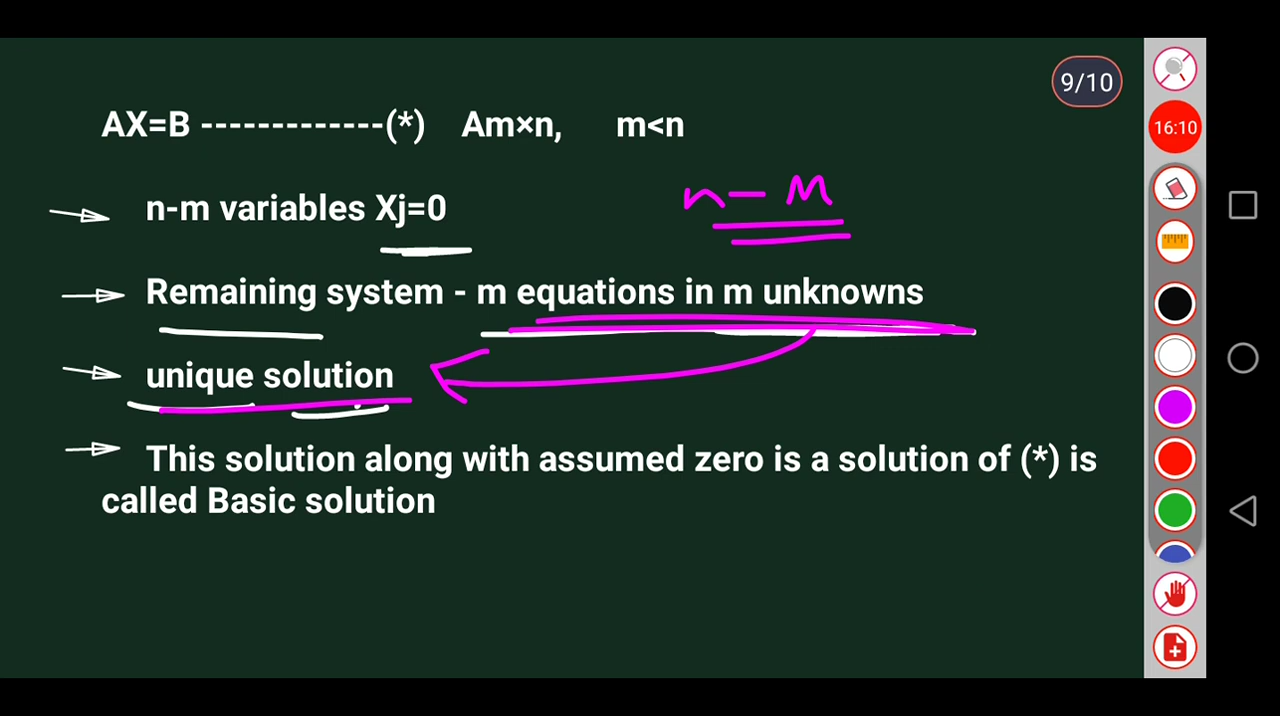 9/10
AX=B -------------(*) Am×n, m<n
16:10
n-m variables Xj=0
n - M
Remaining system - m equations in m unknowns
unique solution
This solution along with assumed zero is a solution of (*) is
called Basic solution